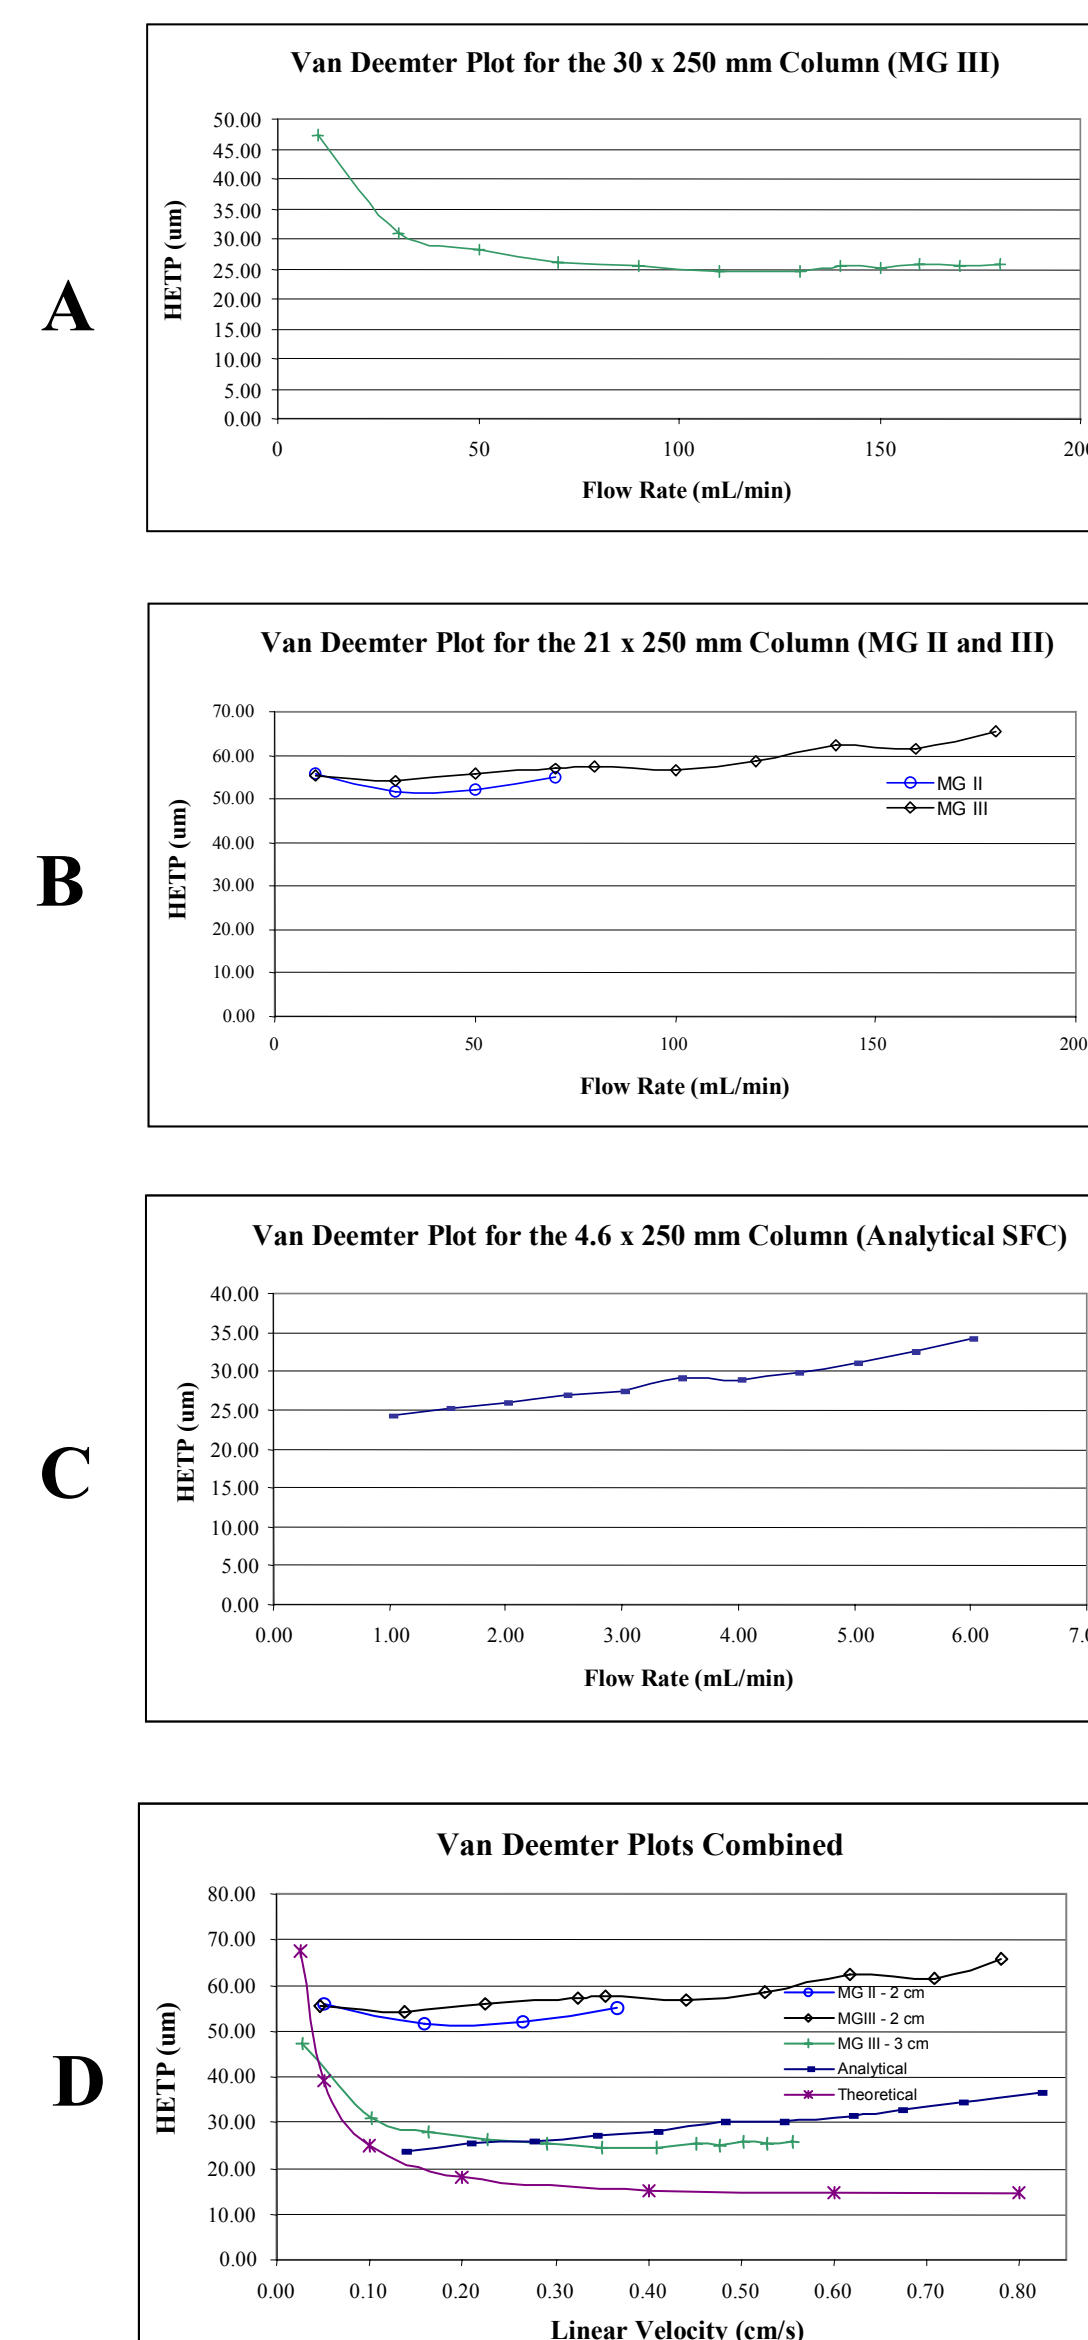 Van Deemter Plot for the 30 x 250 mm Column (MG III)
50.00
45.00
40.00
35.00
30.00
25.00
20.00
15.00
10.00
5.00
0.00
HETP (um)
A
0 50 100 150 200
Flow Rate (mL/min)
Van Deemter Plot for the 21 x 250 mm Column (MG II and III)
70.00
60.00
50.00
40.00
30.00
20.00
10.00
0.00
HETP (um)
MG II
MG III
B
0 50 100 150 200
Flow Rate (mL/min)
Van Deemter Plot for the 4.6 x 250 mm Column (Analytical SFC)
40.00
35.00
30.00
25.00
20.00
15.00
10.00
5.00
0.00
HETP (um)
C
0.00 1.00 2.00 3.00 4.00 5.00 6.00 7.0
Flow Rate (mL/min)
Van Deemter Plots Combined
80.00
70.00
60.00
50.00
40.00
30.00
20.00
10.00
0.00
HETP (um)
MG II - 2 cm
MGIII - 2 cm
MG III - 3 cm
Analytical
Theoretical
D
0.00 0.10 0.20 0.30 0.40 0.50 0.60 0.70 0.80
Linear Velocity (cm/s)